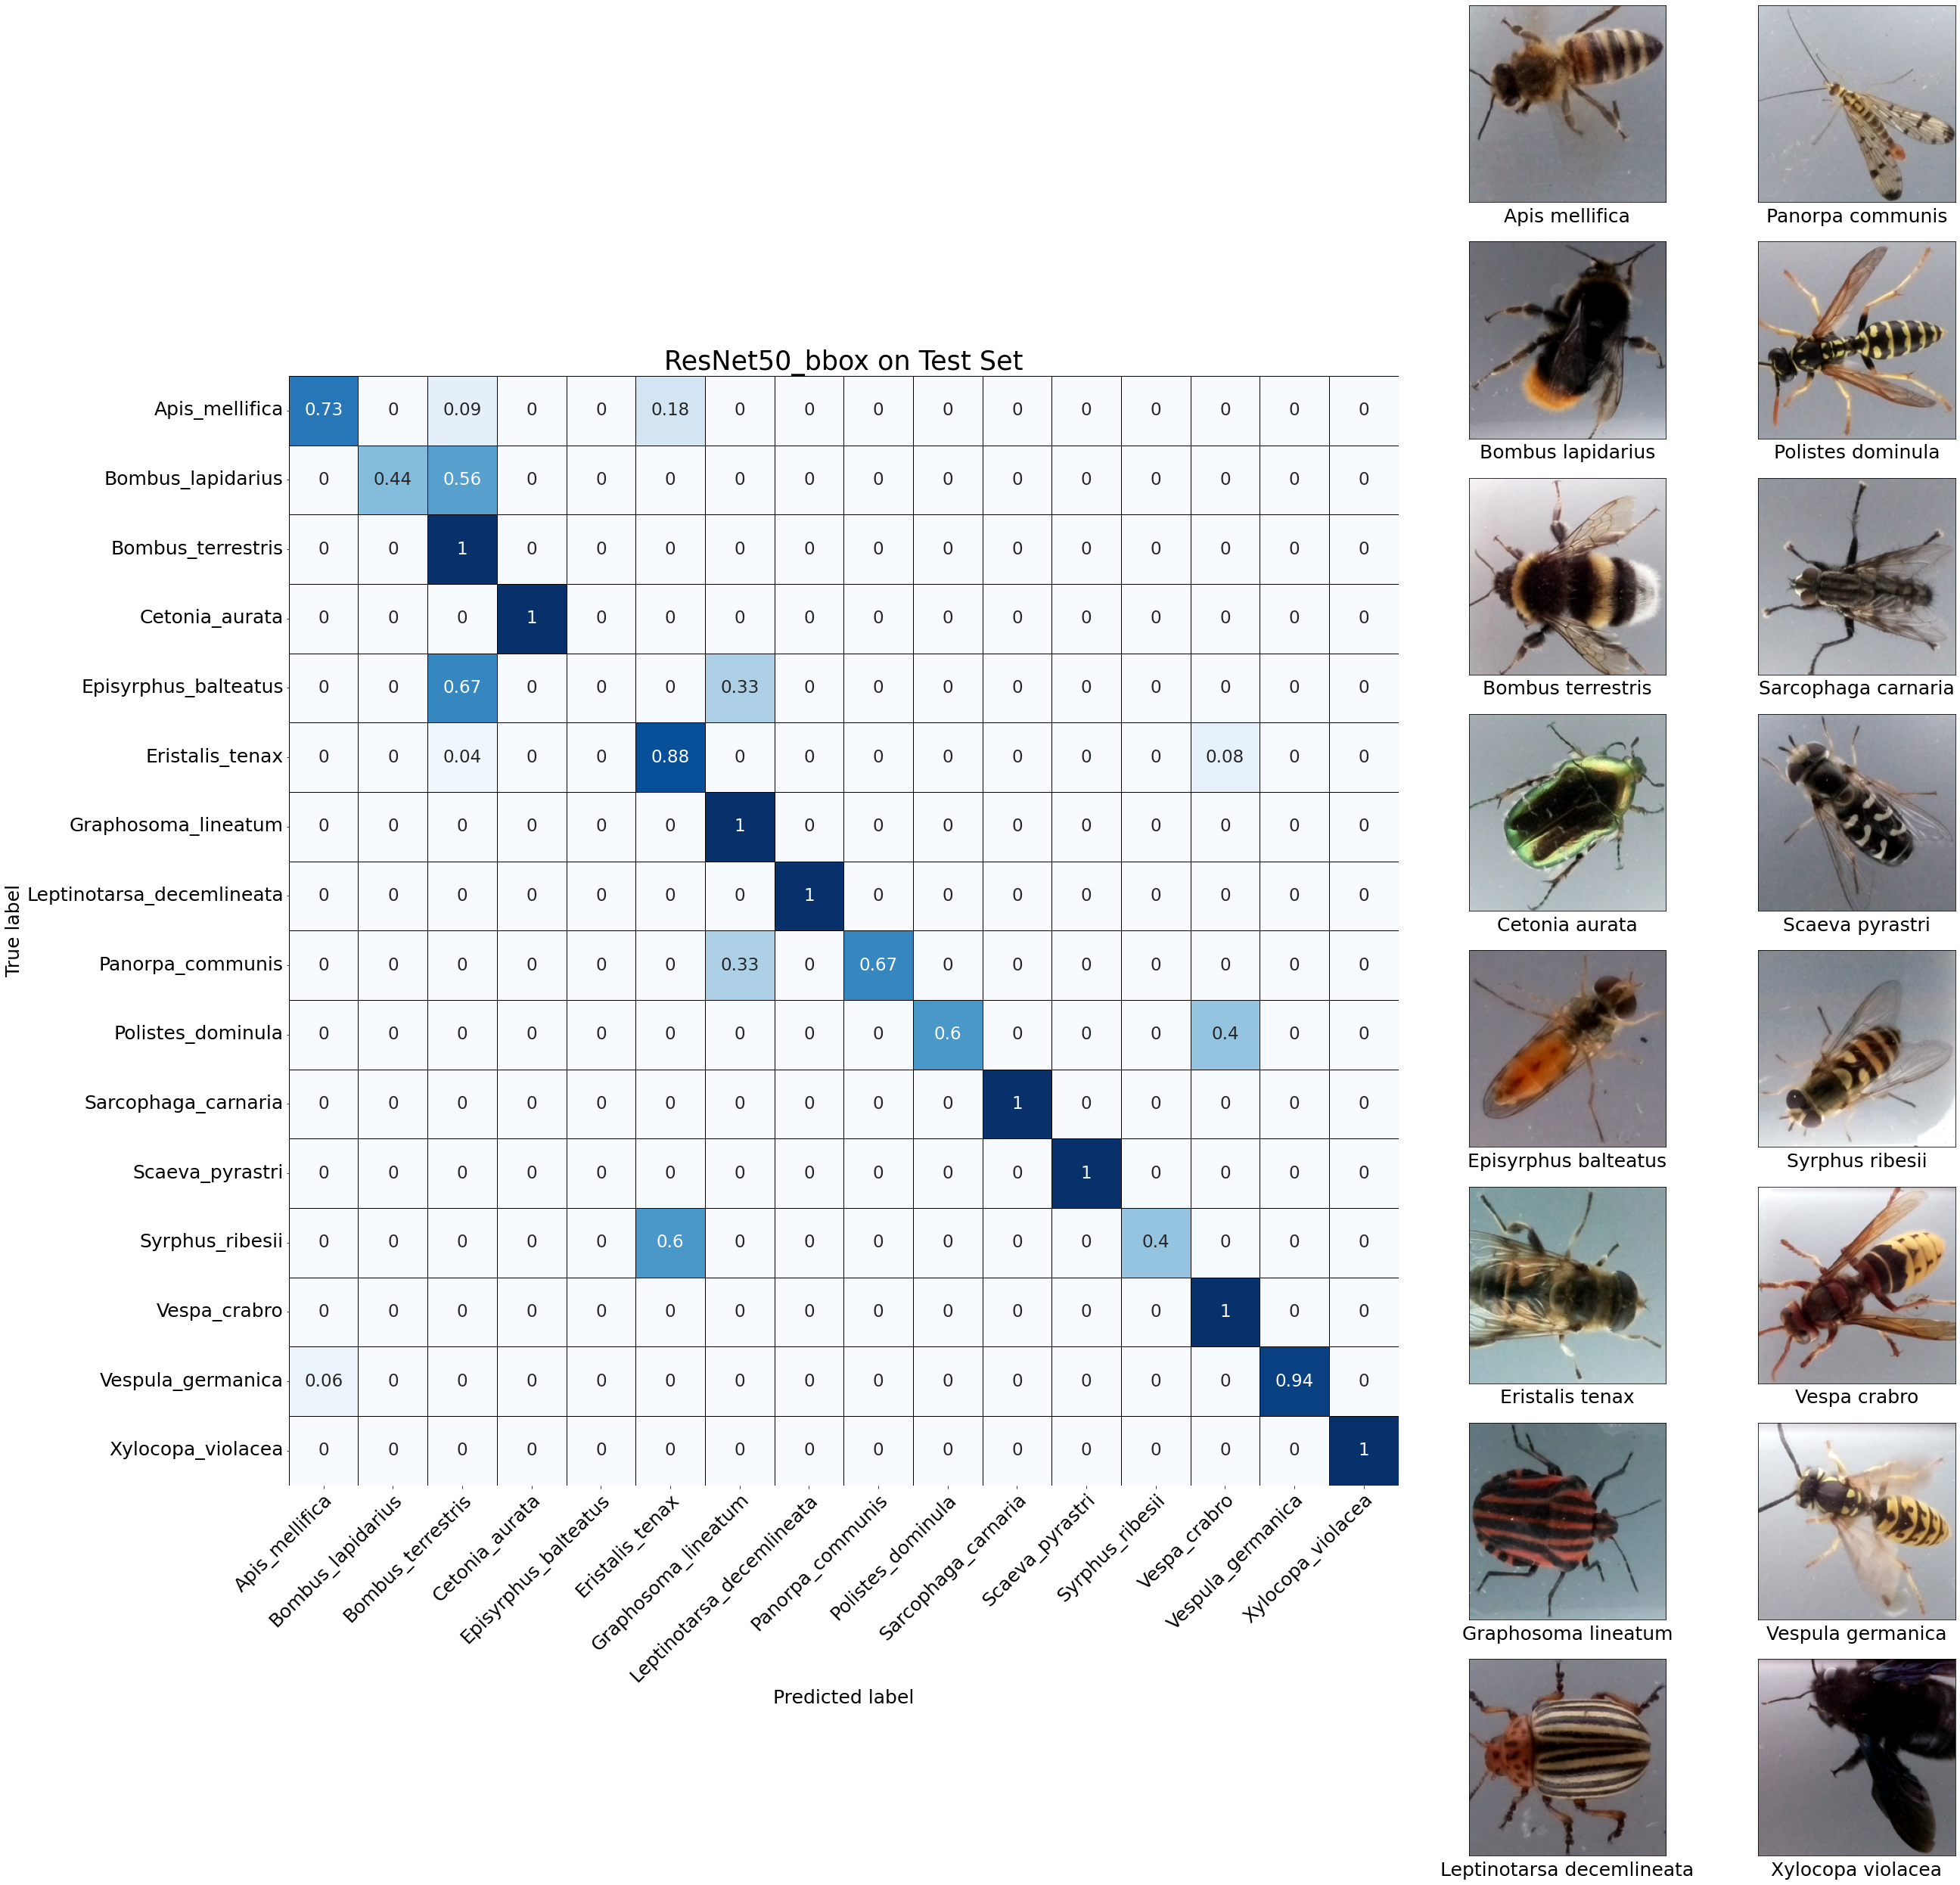 ResNet50_bbox on Test Set
True label
Apis_mellifica 0.73 0 0.09 0 0 0.18 0 0 0 0 0 0 0 0 0 0
Bombus_lapidarius 0 0.44 0.56 0 0 0 0 0 0 0 0 0 0 0 0 0
Bombus_terrestris 0 0 1 0 0 0 0 0 0 0 0 0 0 0 0 0
Cetonia_aurata 0 0 0 1 0 0 0 0 0 0 0 0 0 0 0 0
Episyrphus_balteatus 0 0 0.67 0 0 0 0.33 0 0 0 0 0 0 0 0 0
Eristalis_tenax 0 0 0.04 0 0 0.88 0 0 0 0 0 0 0 0.08 0 0
Graphosoma_lineatum 0 0 0 0 0 0 1 0 0 0 0 0 0 0 0 0
Leptinotarsa_decemlineata 0 0 0 0 0 0 0 1 0 0 0 0 0 0 0 0
Panorpa_communis 0 0 0 0 0 0 0.33 0 0.67 0 0 0 0 0 0 0
Polistes_dominula 0 0 0 0 0 0 0 0 0 0.6 0 0 0 0.4 0 0
Sarcophaga_carnaria 0 0 0 0 0 0 0 0 0 0 1 0 0 0 0 0
Scaeva_pyrastri 0 0 0 0 0 0 0 0 0 0 0 1 0 0 0 0
Syrphus_ribesii 0 0 0 0 0 0.6 0 0 0 0 0 0 0.4 0 0 0
Vespa_crabro 0 0 0 0 0 0 0 0 0 0 0 0 0 1 0 0
Vespula_germanica 0.06 0 0 0 0 0 0 0 0 0 0 0 0 0 0.94 0
Xylocopa_violacea 0 0 0 0 0 0 0 0 0 0 0 0 0 0 0 1
Apis_mellifica
Bombus_lapidarius
Bombus_terrestris
Cetonia_aurata
Episyrphus_balteatus
Eristalis_tenax
Graphosoma_lineatum
Leptinotarsa_decemlineata
Panorpa_communis
Polistes_dominula
Sarcophaga_carnaria
Scaeva_pyrastri
Syrphus_ribesii
Vespa_crabro
Vespula_germanica
Xylocopa_violacea
Predicted label
Apis mellifica
Panorpa communis
Bombus lapidarius
Polistes dominula
Bombus terrestris
Sarcophaga carnaria
Cetonia aurata
Scaeva pyrastri
Episyrphus balteatus
Syrphus ribesii
Eristalis tenax
Vespa crabro
Graphosoma lineatum
Vespula germanica
Leptinotarsa decemlineata
Xylocopa violacea